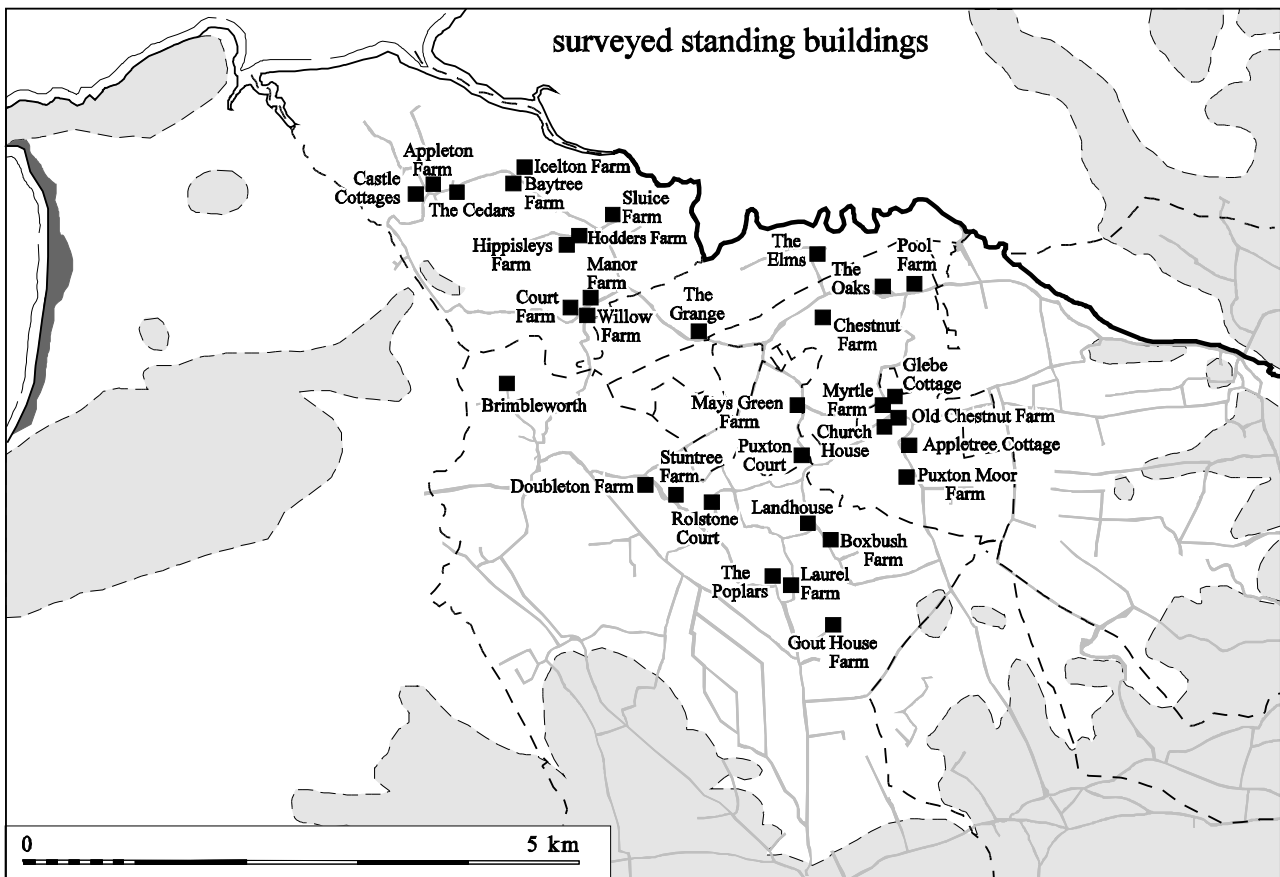 surveyed standing buildings
Appleton
Farm
Castle
Cottages
The Cedars
Icelton Farm
Baytree
Farm
Sluice
Farm
Hodders Farm
Hippisleys
Farm
Manor
Farm
Court
Farm
Willow
Farm
The
Grange
The
Elms
The
Oaks
Pool
Farm
Chestnut
Farm
Glebe
Cottage
Brimbleworth
Mays Green
Farm
Myrtle
Farm
Old Chestnut Farm
Church
House
Appletree Cottage
Puxton
Court
Puxton Moor
Farm
Stuntree
Farm
Doubleton Farm
Rolstone
Court
Landhouse
Boxbush
Farm
The
Poplars
Laurel
Farm
Gout House
Farm
0 5 km